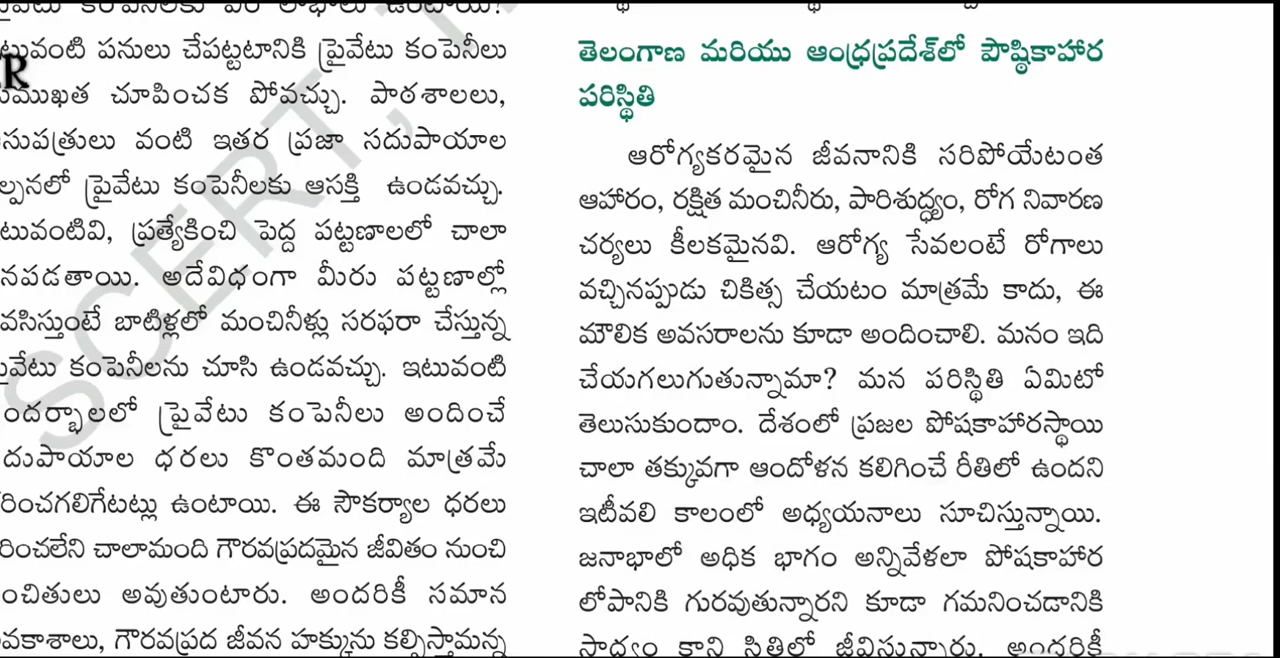 టువంటి పనులు చేపట్టటానికి ప్రైవేటు కంపెనీలు
ముఖత చూపించక పోవచ్చు. పాఠశాలలు,
సుపత్రులు వంటి ఇతర ప్రజా సదుపాయాల
ల్పనలో ప్రైవేటు కంపెనీలకు ఆసక్తి ఉండవచ్చు.
టువంటివి, ప్రత్యేకించి పెద్ద పట్టణాలలో చాలా
నపడతాయి. అదేవిధంగా మీరు పట్టణాల్లో
వసిస్తుంటే బాటిళ్లలో మంచినీళ్లు సరఫరా చేస్తున్న
వేటు కంపెనీలను చూసి ఉండవచ్చు. ఇటువంటి
ందర్భాలలో ప్రైవేటు కంపెనీలు అందించే
దుపాయాల ధరలు కొంతమంది మాత్రమే
రించగలిగేటట్లు ఉంటాయి. ఈ సౌకర్యాల ధరలు
రించలేని చాలామంది గౌరవప్రదమైన జీవితం నుంచి
ంచితులు అవుతుంటారు. అందరికీ సమాన
వకాశాలు, గౌరవప్రద జీవన హక్కును కల్పిస్తామన్న
తెలంగాణ మరియు ఆంధ్రప్రదేశ్‌లో పౌష్ఠికాహార
పరిస్థితి
ఆరోగ్యకరమైన జీవనానికి సరిపోయేటంత
ఆహారం, రక్షిత మంచినీరు, పారిశుద్ధ్యం, రోగ నివారణ
చర్యలు కీలకమైనవి. ఆరోగ్య సేవలంటే రోగాలు
వచ్చినప్పుడు చికిత్స చేయటం మాత్రమే కాదు, ఈ
మౌలిక అవసరాలను కూడా అందించాలి. మనం ఇది
చేయగలుగుతున్నామా? మన పరిస్థితి ఏమిటో
తెలుసుకుందాం. దేశంలో ప్రజల పోషకాహారస్థాయి
చాలా తక్కువగా ఆందోళన కలిగించే రీతిలో ఉందని
ఇటీవలి కాలంలో అధ్యయనాలు సూచిస్తున్నాయి.
జనాభాలో అధిక భాగం అన్నివేళలా పోషకాహార
లోపానికి గురవుతున్నారని కూడా గమనించడానికి
సాధ్యం కాని స్థితిలో జీవిస్తున్నారు. అందరికీ
SCERT, T